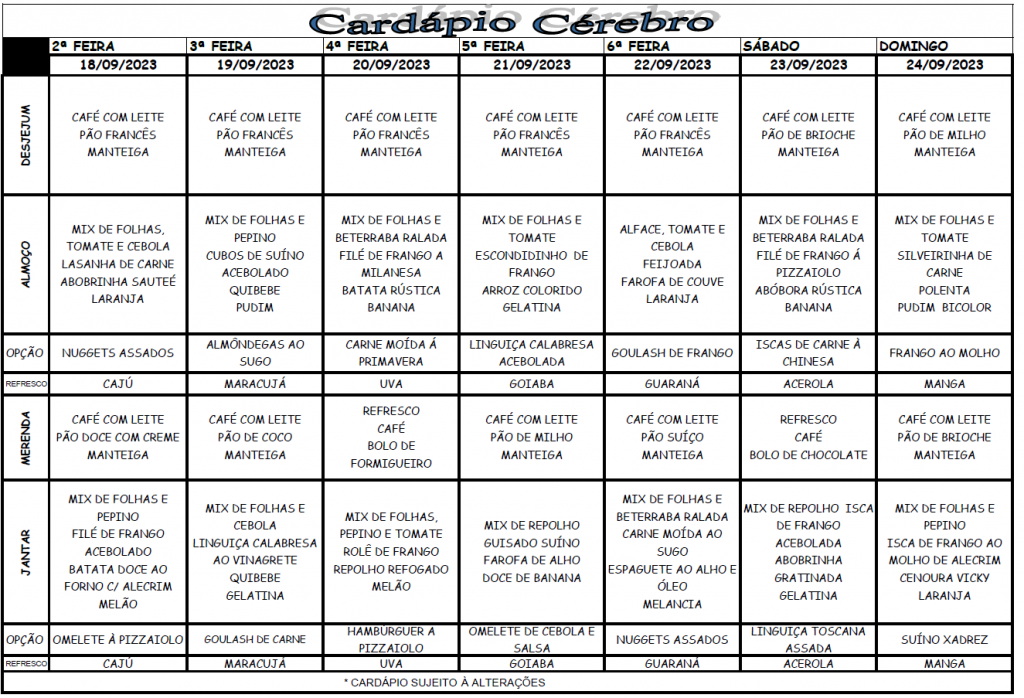 Cardápio Cérebro
2ª FEIRA 3ª FEIRA 4ª FEIRA 5ª FEIRA 6ª FEIRA SÁBADO DOMINGO
18/09/2023 19/09/2023 20/09/2023 21/09/2023 22/09/2023 23/09/2023 24/09/2023
DESJEJUM
CAFÉ COM LEITE
PÃO FRANCÊS
MANTEIGA
CAFÉ COM LEITE
PÃO FRANCÊS
MANTEIGA
CAFÉ COM LEITE
PÃO FRANCÊS
MANTEIGA
CAFÉ COM LEITE
PÃO FRANCÊS
MANTEIGA
CAFÉ COM LEITE
PÃO FRANCÊS
MANTEIGA
CAFÉ COM LEITE
PÃO DE BRIOCHE
MANTEIGA
CAFÉ COM LEITE
PÃO DE MILHO
MANTEIGA
ALMOÇO
MIX DE FOLHAS,
TOMATE E CEBOLA
LASANHA DE CARNE
ABOBRINHA SAUTEÉ
LARANJA
MIX DE FOLHAS E
PEPINO
CUBOS DE SUÍNO
ACEBOLADO
QUIBEBE
PUDIM
MIX DE FOLHAS E
BETERRABA RALADA
FILÉ DE FRANGO A
MILANESA
BATATA RÚSTICA
BANANA
MIX DE FOLHAS E
TOMATE
ESCONDIDINHO DE
FRANGO
ARROZ COLORIDO
GELATINA
ALFACE, TOMATE E
CEBOLA
FEIJOADA
FAROFA DE COUVE
LARANJA
MIX DE FOLHAS E
BETERRABA RALADA
FILÉ DE FRANGO Á
PIZZAIOLO
ABÓBORA RÚSTICA
BANANA
MIX DE FOLHAS E
TOMATE
SILVEIRINHA DE
CARNE
POLENTA
PUDIM BICOLOR
OPÇÃO
NUGGETS ASSADOS
ALMÔNDEGAS AO
SUGO
CARNE MOÍDA Á
PRIMAVERA
LINGUIÇA CALABRESA
ACEBOLADA
GOULASH DE FRANGO
ISCAS DE CARNE À
CHINESA
FRANGO AO MOLHO
REFRESCO CAJÚ MARACUJÁ UVA GOIABA GUARANÁ ACEROLA MANGA
MERENDA
CAFÉ COM LEITE
PÃO DOCE COM CREME
MANTEIGA
CAFÉ COM LEITE
PÃO DE COCO
MANTEIGA
REFRESCO
CAFÉ
BOLO DE
FORMIGUEIRO
CAFÉ COM LEITE
PÃO DE MILHO
MANTEIGA
CAFÉ COM LEITE
PÃO SUÍÇO
MANTEIGA
REFRESCO
CAFÉ
BOLO DE CHOCOLATE
CAFÉ COM LEITE
PÃO DE BRIOCHE
MANTEIGA
JANTAR
MIX DE FOLHAS E
PEPINO
FILÉ DE FRANGO
ACEBOLADO
BATATA DOCE AO
FORNO C/ ALECRIM
MELÃO
MIX DE FOLHAS E
CEBOLA
LINGUIÇA CALABRESA
AO VINAGRETE
QUIBEBE
GELATINA
MIX DE FOLHAS,
PEPINO E TOMATE
ROLÊ DE FRANGO
REPOLHO REFOGADO
MELÃO
MIX DE REPOLHO
GUISADO SUÍNO
FAROFA DE ALHO
DOCE DE BANANA
MIX DE FOLHAS E
BETERRABA RALADA
CARNE MOÍDA AO
SUGO
ESPAGUETE AO ALHO E
ÓLEO
MELANCIA
MIX DE REPOLHO ISCA
DE FRANGO
ACEBOLADA
ABOBRINHA
GRATINADA
GELATINA
MIX DE FOLHAS E
PEPINO
ISCA DE FRANGO AO
MOLHO DE ALECRIM
CENOURA VICKY
LARANJA
OPÇÃO
OMELETE À PIZZAIOLO
GOULASH DE CARNE
HAMBÚRGUER A
PIZZAIOLO
OMELETE DE CEBOLA E
SALSA
NUGGETS ASSADOS
LINGUIÇA TOSCANA
ASSADA
SUÍNO XADREZ
REFRESCO CAJÚ MARACUJÁ UVA GOIABA GUARANÁ ACEROLA MANGA
* CARDÁPIO SUJEITO À ALTERAÇÕES